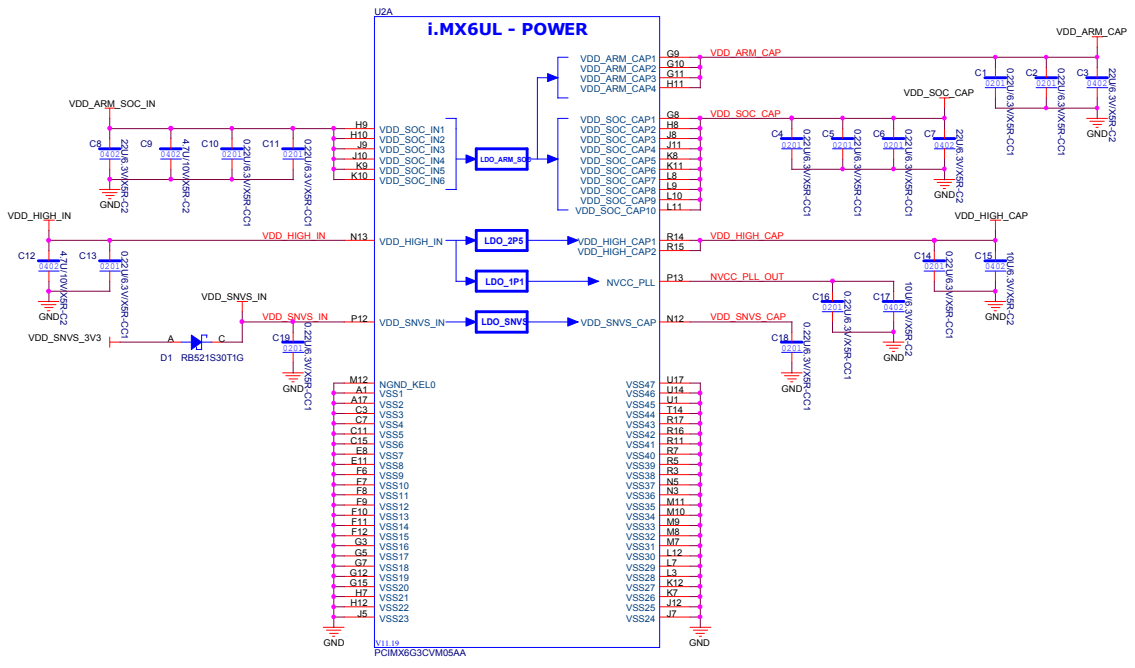 U2A
i.MX6UL - POWER
VDD_ARM_SOC_IN
C8 0402 22U/6.3V/X5R-C2
C9 0402 4.7U/10V/X5R-C2
C10 0201 0.22U/6.3V/X5R-CC1
C11 0201 0.22U/6.3V/X5R-CC1
GND
H9 VDD_SOC_IN1
H10 VDD_SOC_IN2
J9 VDD_SOC_IN3
J10 VDD_SOC_IN4
K9 VDD_SOC_IN5
K10 VDD_SOC_IN6
LDO_ARM_SOC
VDD_ARM_CAP1 G9 VDD_ARM_CAP
VDD_ARM_CAP2 G10
VDD_ARM_CAP3 G11
VDD_ARM_CAP4 H11
VDD_ARM_CAP
C1 0201 0.22U/6.3V/X5R-CC1
C2 0201 0.22U/6.3V/X5R-CC1
C3 0402 22U/6.3V/X5R-C2
GND
VDD_SOC_CAP1 G8 VDD_SOC_CAP
VDD_SOC_CAP2 H8
VDD_SOC_CAP3 J8
VDD_SOC_CAP4 J11
VDD_SOC_CAP5 K8
VDD_SOC_CAP6 K11
VDD_SOC_CAP7 L8
VDD_SOC_CAP8 L9
VDD_SOC_CAP9 L10
VDD_SOC_CAP10 L11
VDD_SOC_CAP
C4 0201 0.22U/6.3V/X5R-CC1
C5 0201 0.22U/6.3V/X5R-CC1
C6 0201 0.22U/6.3V/X5R-CC1
C7 0402 22U/6.3V/X5R-C2
GND
VDD_HIGH_IN
VDD_HIGH_IN N13 VDD_HIGH_IN
C12 0402 4.7U/10V/X5R-C2
C13 0201 0.22U/6.3V/X5R-CC1
GND
LDO_2P5
LDO_1P1
VDD_HIGH_CAP1 R14 VDD_HIGH_CAP
VDD_HIGH_CAP2 R15
VDD_HIGH_CAP
C14 0201 0.22U/6.3V/X5R-CC1
C15 0402 10U/6.3V/X5R-C2
GND
NVCC_PLL P13 NVCC_PLL_OUT
C16 0201 0.22U/6.3V/X5R-CC1
C17 0402 10U/6.3V/X5R-C2
GND
VDD_SNVS_IN
VDD_SNVS_IN P12 VDD_SNVS_IN
VDD_SNVS_3V3 A C
D1 RB521S30T1G
C19 0201 0.22U/6.3V/X5R-CC1
GND
LDO_SNVS
VDD_SNVS_CAP N12 VDD_SNVS_CAP
C18 0201 0.22U/6.3V/X5R-CC1
GND
M12 NGND_KEL0
A1 VSS1
A17 VSS2
C3 VSS3
C7 VSS4
C11 VSS5
C15 VSS6
E8 VSS7
E11 VSS8
F6 VSS9
F7 VSS10
F8 VSS11
F9 VSS12
F10 VSS13
F11 VSS14
F12 VSS15
G3 VSS16
G5 VSS17
G7 VSS18
G12 VSS19
G15 VSS20
H7 VSS21
H12 VSS22
J5 VSS23
GND
VSS47 U17
VSS46 U14
VSS45 U1
VSS44 T14
VSS43 R17
VSS42 R16
VSS41 R11
VSS40 R7
VSS39 R5
VSS38 R3
VSS37 N5
VSS36 N3
VSS35 M11
VSS34 M10
VSS33 M9
VSS32 M8
VSS31 M7
VSS30 L12
VSS29 L7
VSS28 L3
VSS27 K12
VSS26 K7
VSS25 J12
VSS24 J7
GND
V11.19
PCIMX6G3CVM05AA